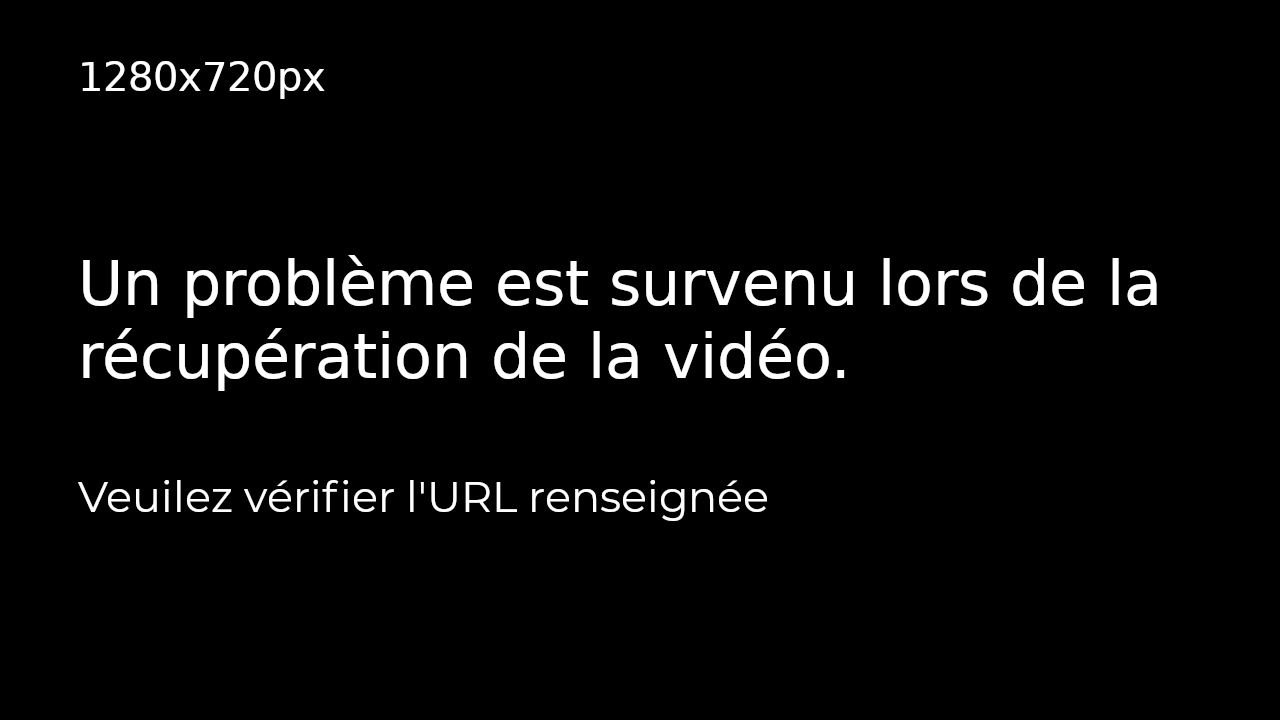 1280x720px
Un problème est survenu lors de la
récupération de la vidéo.
Veuilez vérifier l'URL renseignée